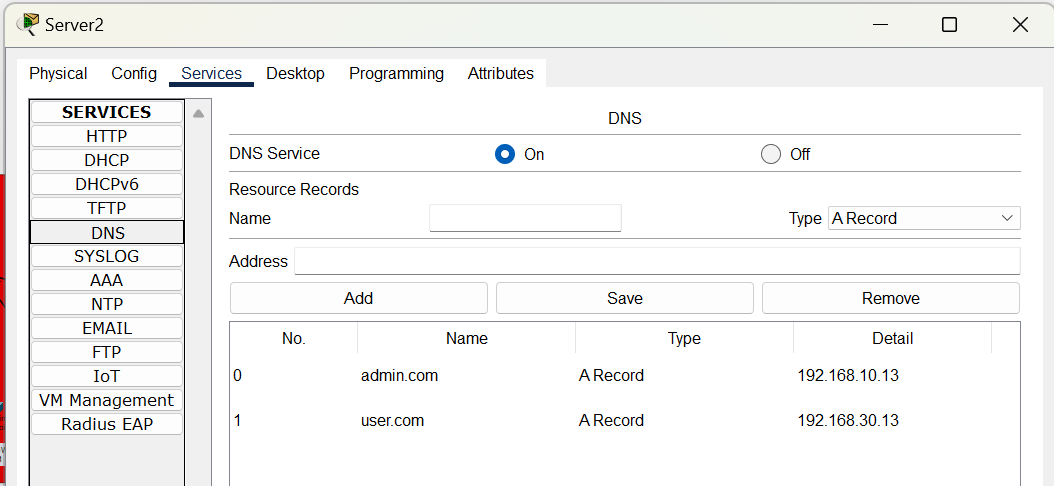 Server2
Physical Config Services Desktop Programming Attributes
SERVICES
HTTP
DHCP
DHCPv6
TFTP
DNS
SYSLOG
AAA
NTP
EMAIL
FTP
IoT
VM Management
Radius EAP
DNS
DNS Service On Off
Resource Records
Name Type A Record
Address
Add Save Remove
No. Name Type Detail
0 admin.com A Record 192.168.10.13
1 user.com A Record 192.168.30.13